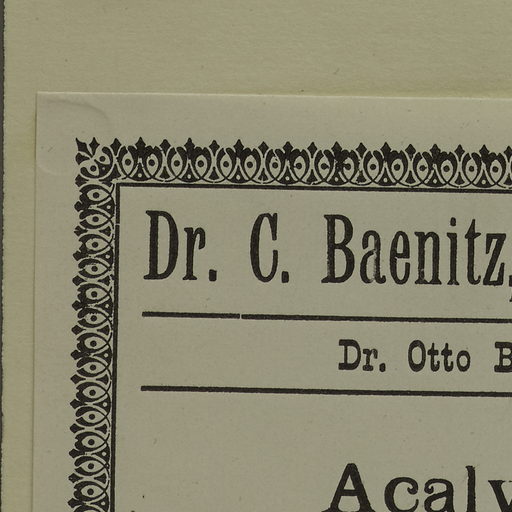 Dr. C. Baenitz,
Dr. Otto B
Acaly